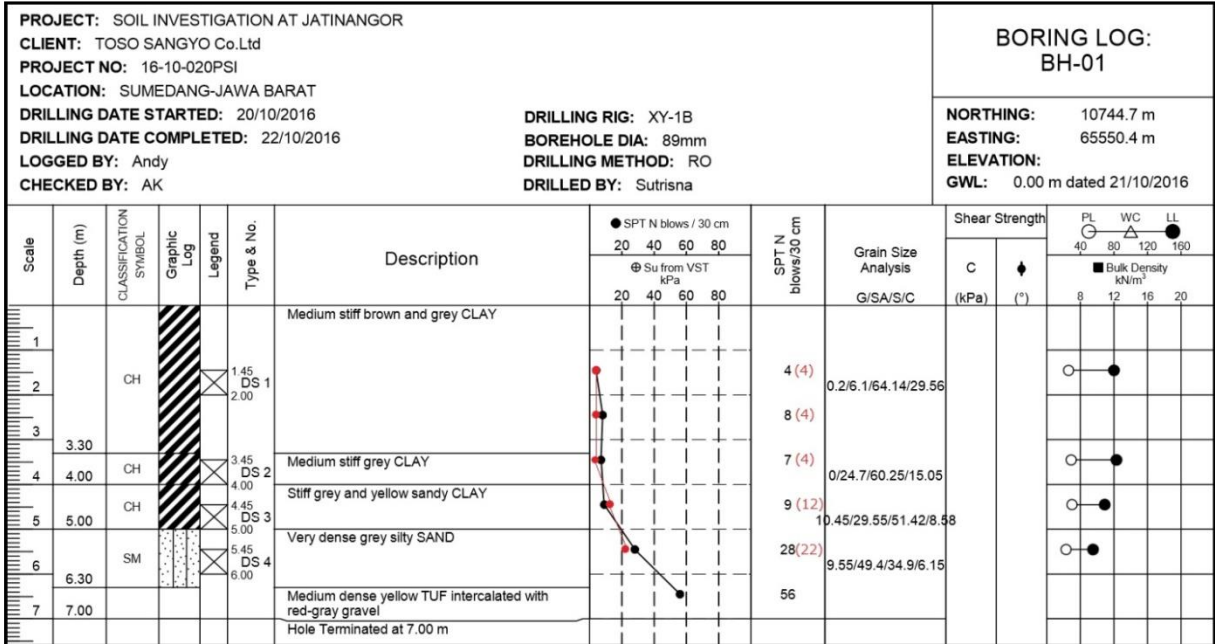 PROJECT: SOIL INVESTIGATION AT JATINANGOR
CLIENT: TOSO SANGYO Co.Ltd
PROJECT NO: 16-10-020PSI
LOCATION: SUMEDANG-JAWA BARAT
DRILLING DATE STARTED: 20/10/2016
DRILLING DATE COMPLETED: 22/10/2016
LOGGED BY: Andy
CHECKED BY: AK
DRILLING RIG: XY-1B
BOREHOLE DIA: 89mm
DRILLING METHOD: RO
DRILLED BY: Sutrisna
BORING LOG:
BH-01
NORTHING: 10744.7 m
EASTING: 65550.4 m
ELEVATION:
GWL: 0.00 m dated 21/10/2016
Scale
Depth (m)
CLASSIFICATION
SYMBOL
Graphic
Log
Legend
Type & No.
Description
SPT N blows / 30 cm
20 40 60 80
Su from VST
kPa
20 40 60 80
SPT N
blows/30 cm
Grain Size
Analysis
G/SA/S/C
Shear Strength
C
(kPa)
(°)
PL WC LL
40 80 120 160
Bulk Density
kN/m³
8 12 16 20
1
2
3
4
5
6
7
3.30
4.00
5.00
6.30
7.00
CH
CH
CH
SM
1.45
DS 1
2.00
3.45
DS 2
4.00
4.45
DS 3
5.00
5.45
DS 4
6.00
Medium stiff brown and grey CLAY
Medium stiff grey CLAY
Stiff grey and yellow sandy CLAY
Very dense grey silty SAND
Medium dense yellow TUF intercalated with
red-gray gravel
Hole Terminated at 7.00 m
4 (4)
8 (4)
7 (4)
9 (12)
28(22)
56
0.2/6.1/64.14/29.56
0/24.7/60.25/15.05
10.45/29.55/51.42/8.58
9.55/49.4/34.9/6.15